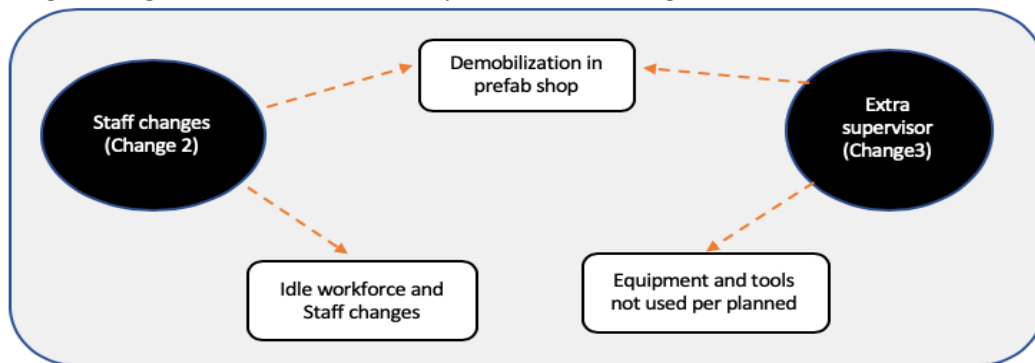 Demobilization in
prefab shop
Staff changes
(Change 2)
Extra
supervisor
(Change3)
Idle workforce and
Staff changes
Equipment and tools
not used per planned